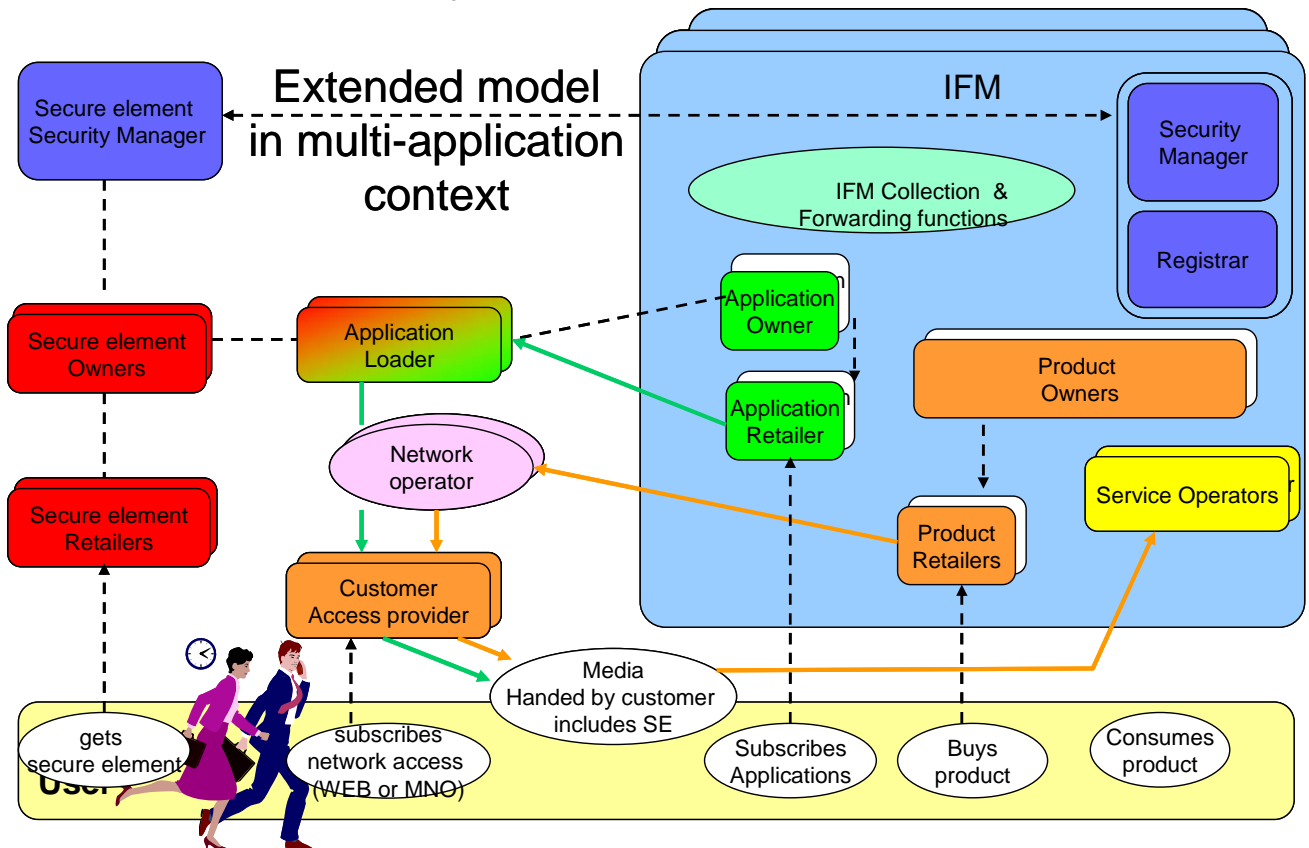 Extended model
in multi-application
context
IFM
Secure element
Security Manager
Security
Manager
Registrar
IFM Collection &
Forwarding functions
Application
Owner
n
Application
Loader
Secure element
Owners
Product
Owners
Application
Retailer
n
Network
operator
Service Operators
r
Secure element
Retailers
Product
Retailers
Customer
Access provider
Media
Handed by customer
includes SE
gets
secure element
subscribes
network access
(WEB or MNO)
Subscribes
Applications
Buys
product
Consumes
product
User